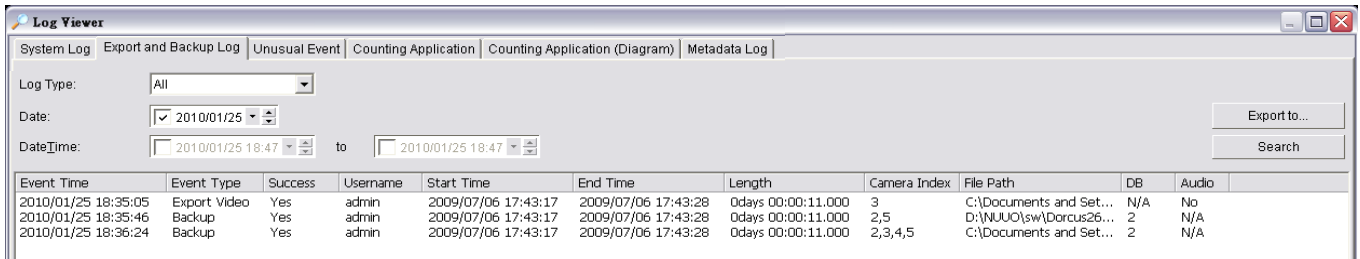 Log Viewer
System Log Export and Backup Log Unusual Event Counting Application Counting Application (Diagram) Metadata Log
Log Type: All
Date: 2010/01/25 Export to...
DateTime: 2010/01/25 18:47 to 2010/01/25 18:47 Search
Event Time Event Type Success Username Start Time End Time Length Camera Index File Path DB Audio
2010/01/25 18:35:05 Export Video Yes admin 2009/07/06 17:43:17 2009/07/06 17:43:28 0days 00:00:11.000 3 C:\Documents and Set... N/A No
2010/01/25 18:35:46 Backup Yes admin 2009/07/06 17:43:17 2009/07/06 17:43:28 0days 00:00:11.000 2,5 D:\NUUO\sw\Dorcus26... 2 N/A
2010/01/25 18:36:24 Backup Yes admin 2009/07/06 17:43:17 2009/07/06 17:43:28 0days 00:00:11.000 2,3,4,5 C:\Documents and Set... 2 N/A